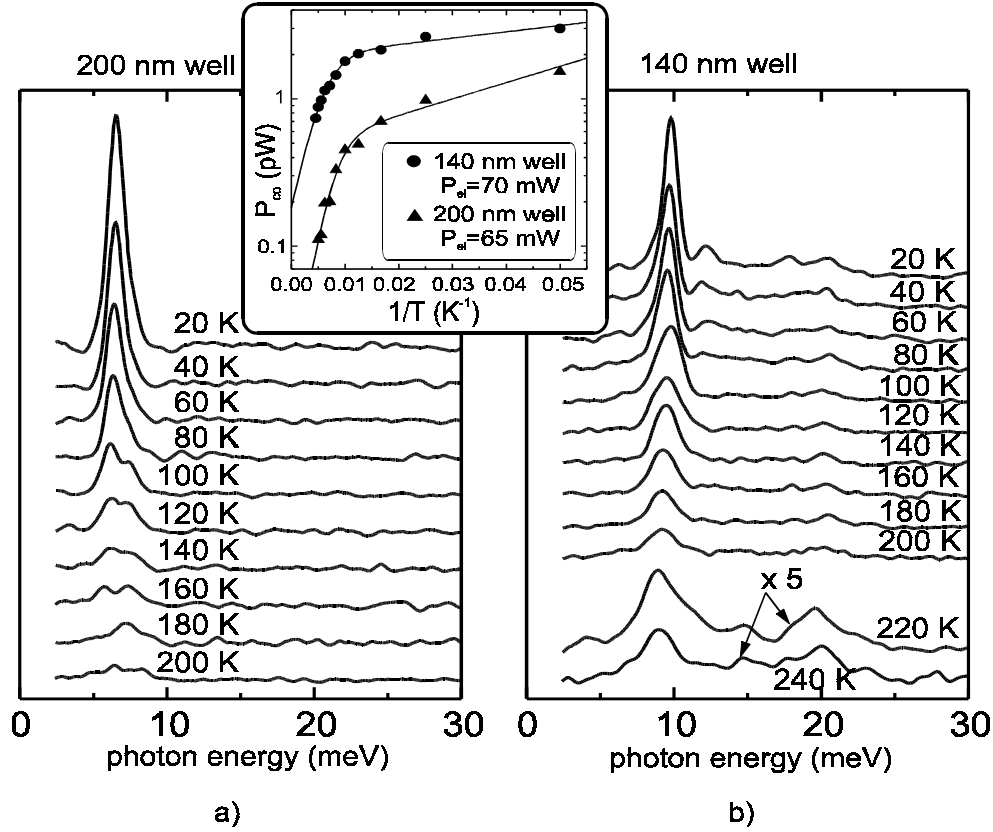 200 nm well
140 nm well
1
0.1
P∞ (pW)
140 nm well
Pel=70 mW
200 nm well
Pel=65 mW
0.00 0.01 0.02 0.03 0.04 0.05
1/T (K-1)
20 K
40 K
60 K
80 K
100 K
120 K
140 K
160 K
180 K
200 K
0 10 20 30
photon energy (meV)
a)
20 K
40 K
60 K
80 K
100 K
120 K
140 K
160 K
180 K
200 K
x 5
220 K
240 K
0 10 20 30
photon energy (meV)
b)